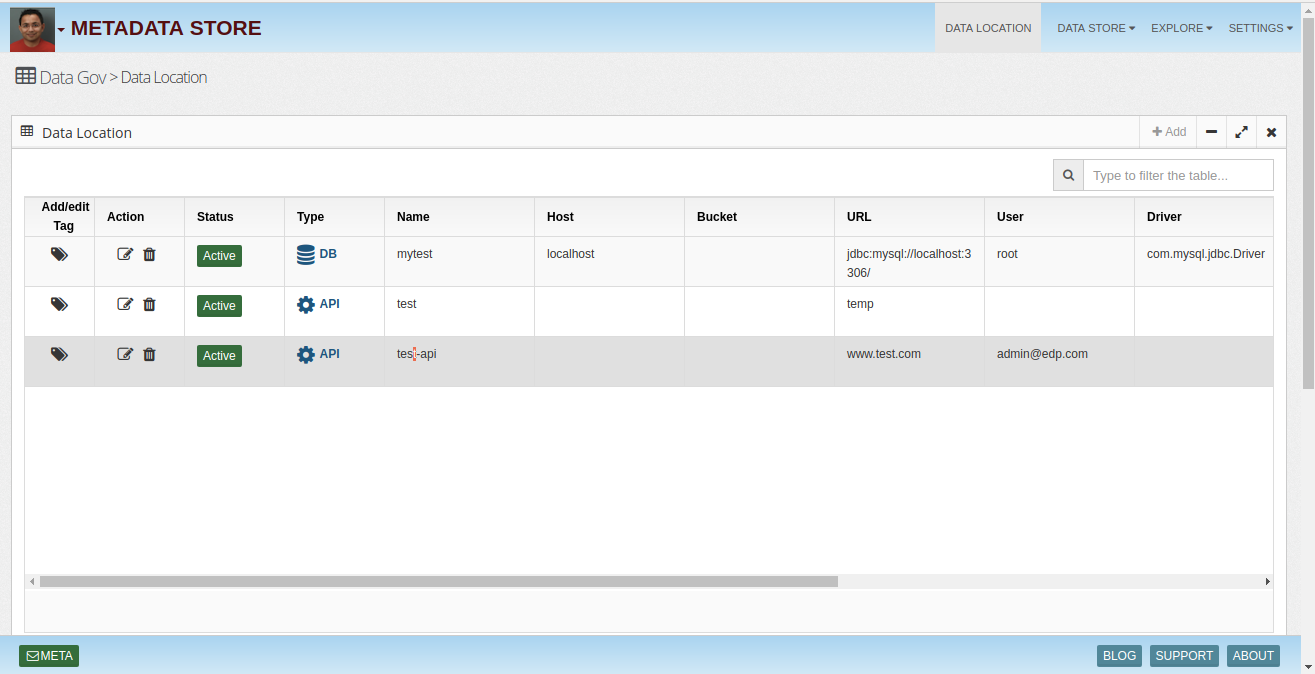 METADATA STORE
DATA LOCATION DATA STORE EXPLORE SETTINGS
Data Gov > Data Location
Data Location
Add
Type to filter the table...
Add/edit Tag Action Status Type Name Host Bucket URL User Driver
Active DB mytest localhost jdbc:mysql://localhost:3 root com.mysql.jdbc.Driver
306/
Active API test temp
Active API test-api www.test.com admin@edp.com
META BLOG SUPPORT ABOUT